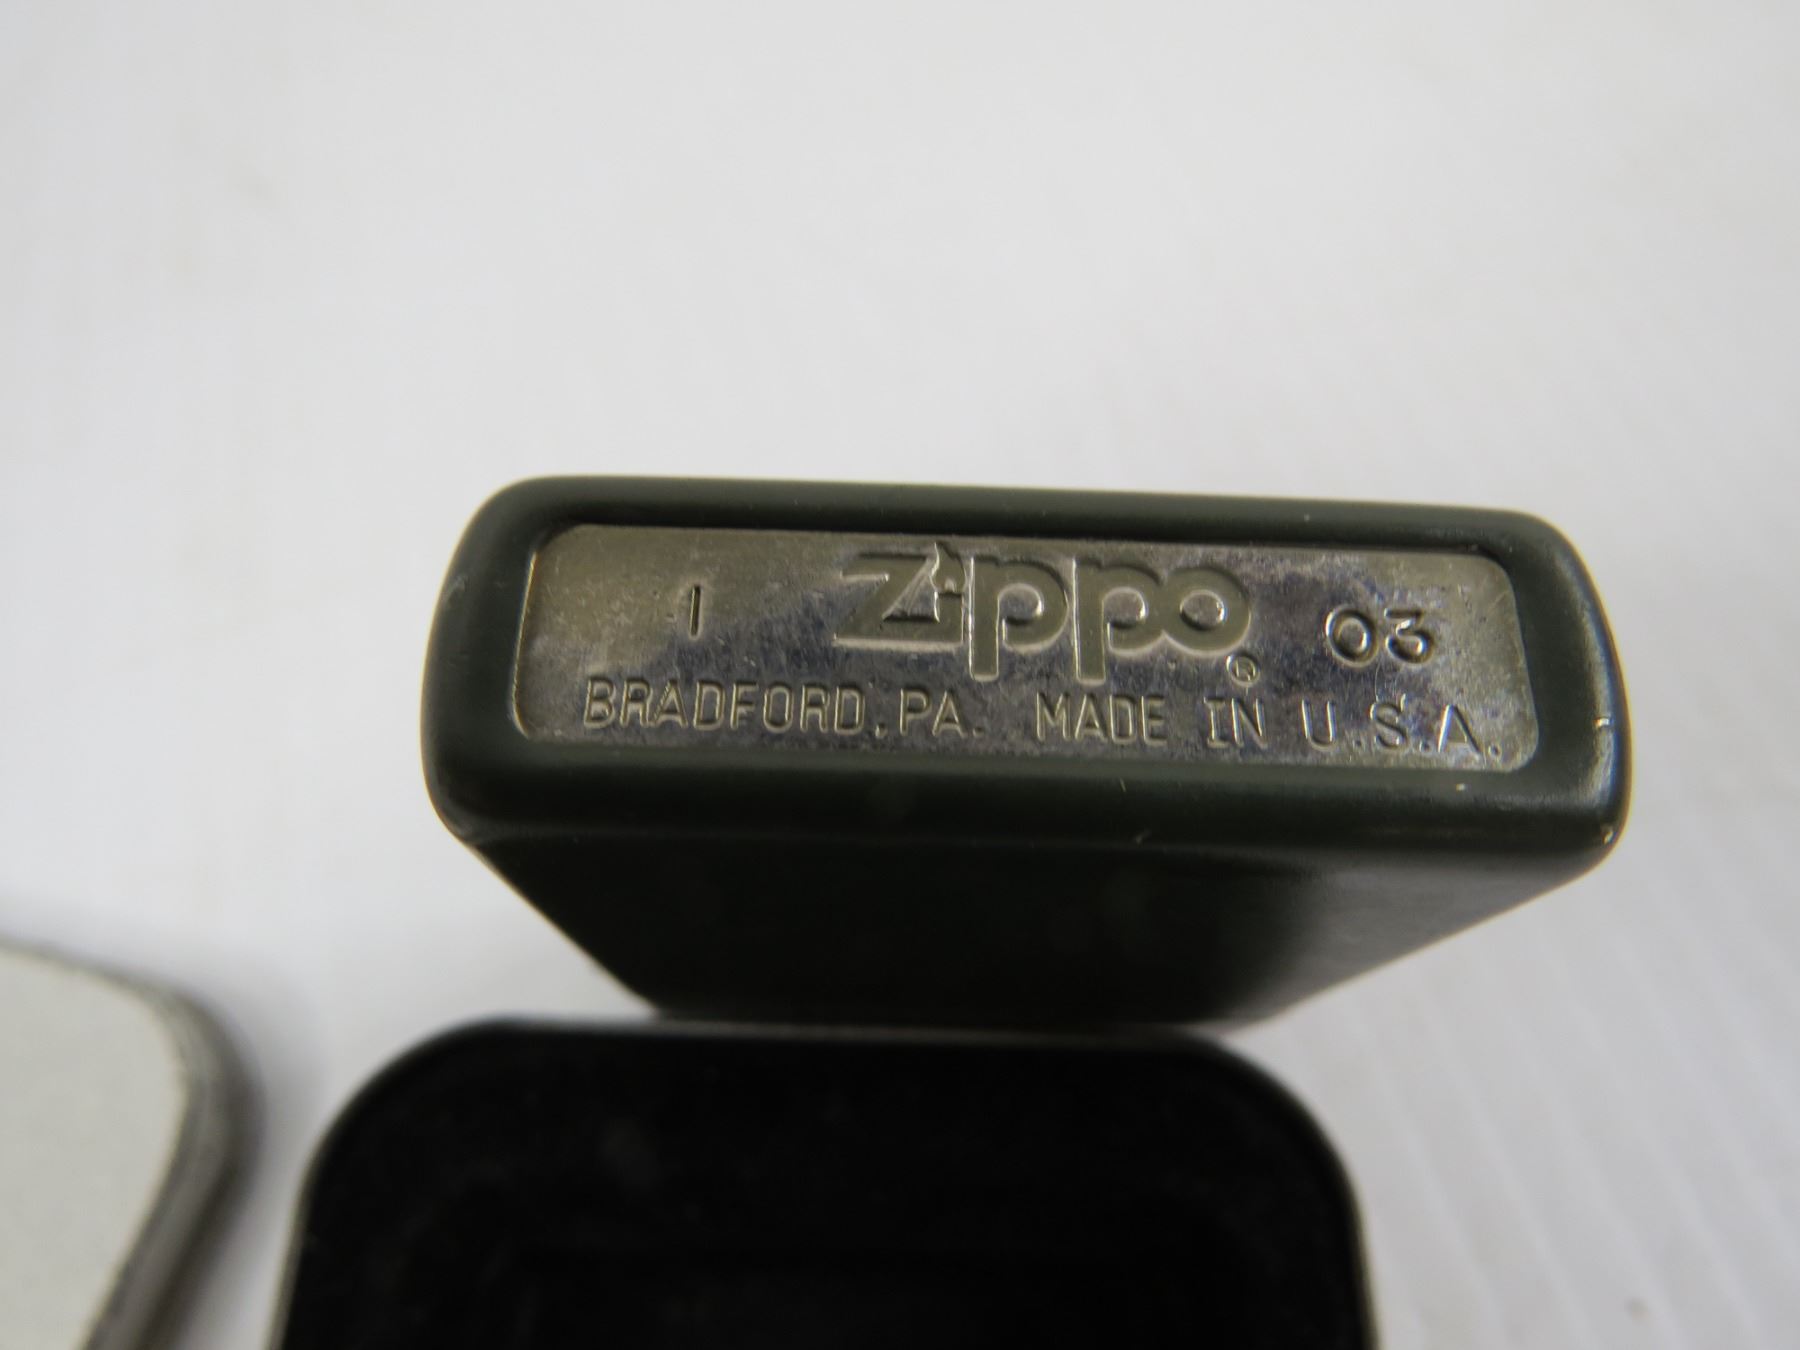 I Zippo® 03
BRADFORD, PA. MADE IN U.S.A.